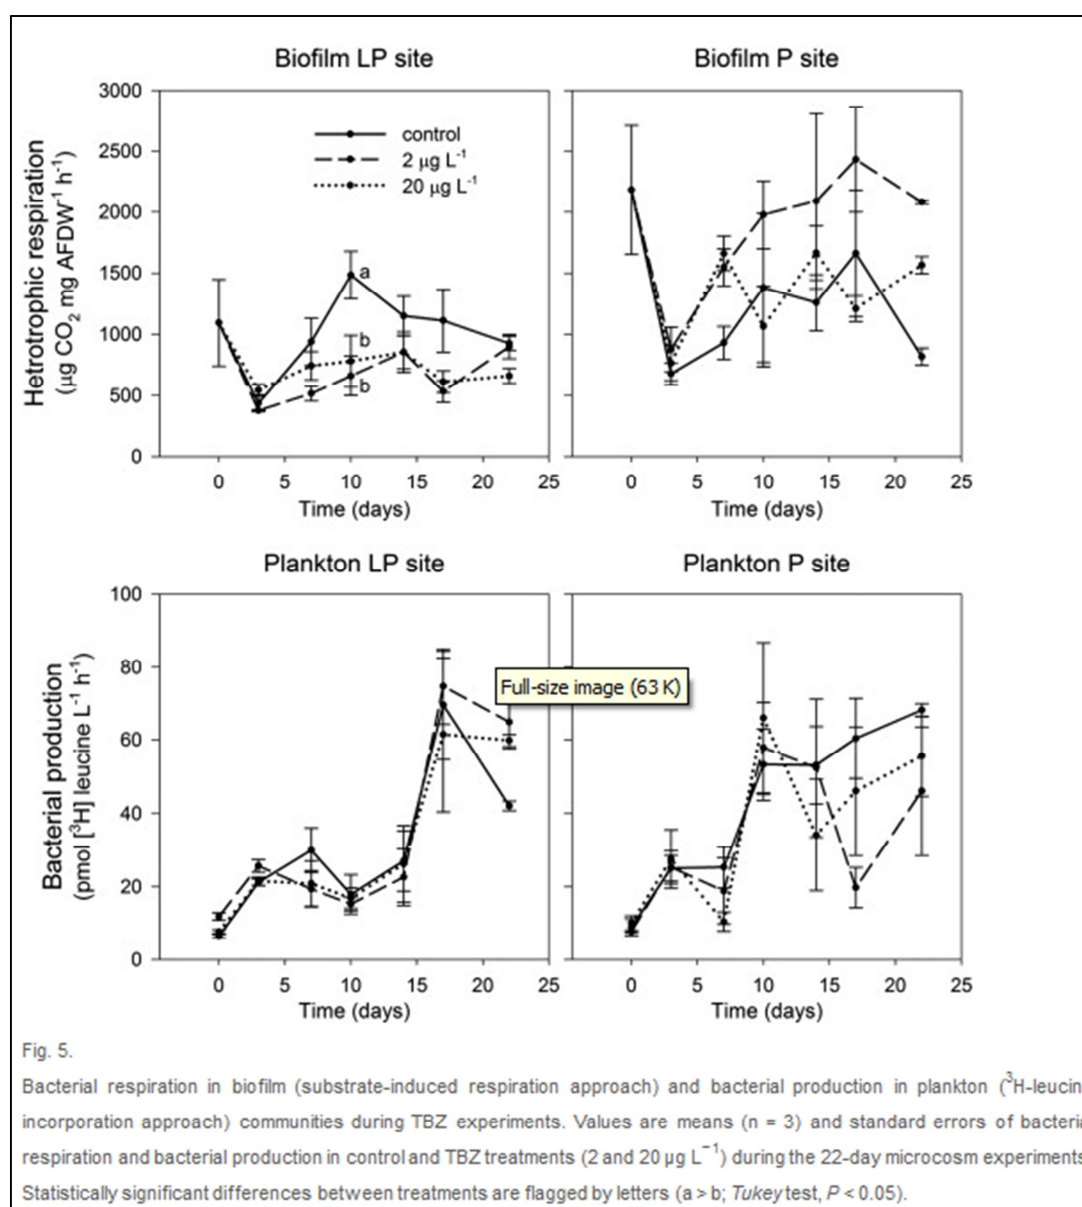 Biofilm LP site
Biofilm P site
Hetrotrophic respiration
(µg CO₂ mg AFDW⁻¹ h⁻¹)
3000
2500
2000
1500
1000
500
0
control
2 µg L⁻¹
20 µg L⁻¹
a
b
b
0 5 10 15 20 25
Time (days)
0 5 10 15 20 25
Time (days)
Plankton LP site
Plankton P site
Bacterial production
(pmol [³H] leucine L⁻¹ h⁻¹)
100
80
60
40
20
0
Full-size image (63 K)
0 5 10 15 20 25
Time (days)
0 5 10 15 20 25
Time (days)
Fig. 5.
Bacterial respiration in biofilm (substrate-induced respiration approach) and bacterial production in plankton (³H-leucin
incorporation approach) communities during TBZ experiments. Values are means (n = 3) and standard errors of bacteria
respiration and bacterial production in control and TBZ treatments (2 and 20 µg L⁻¹) during the 22-day microcosm experiments
Statistically significant differences between treatments are flagged by letters (a > b; Tukey test, P < 0.05).